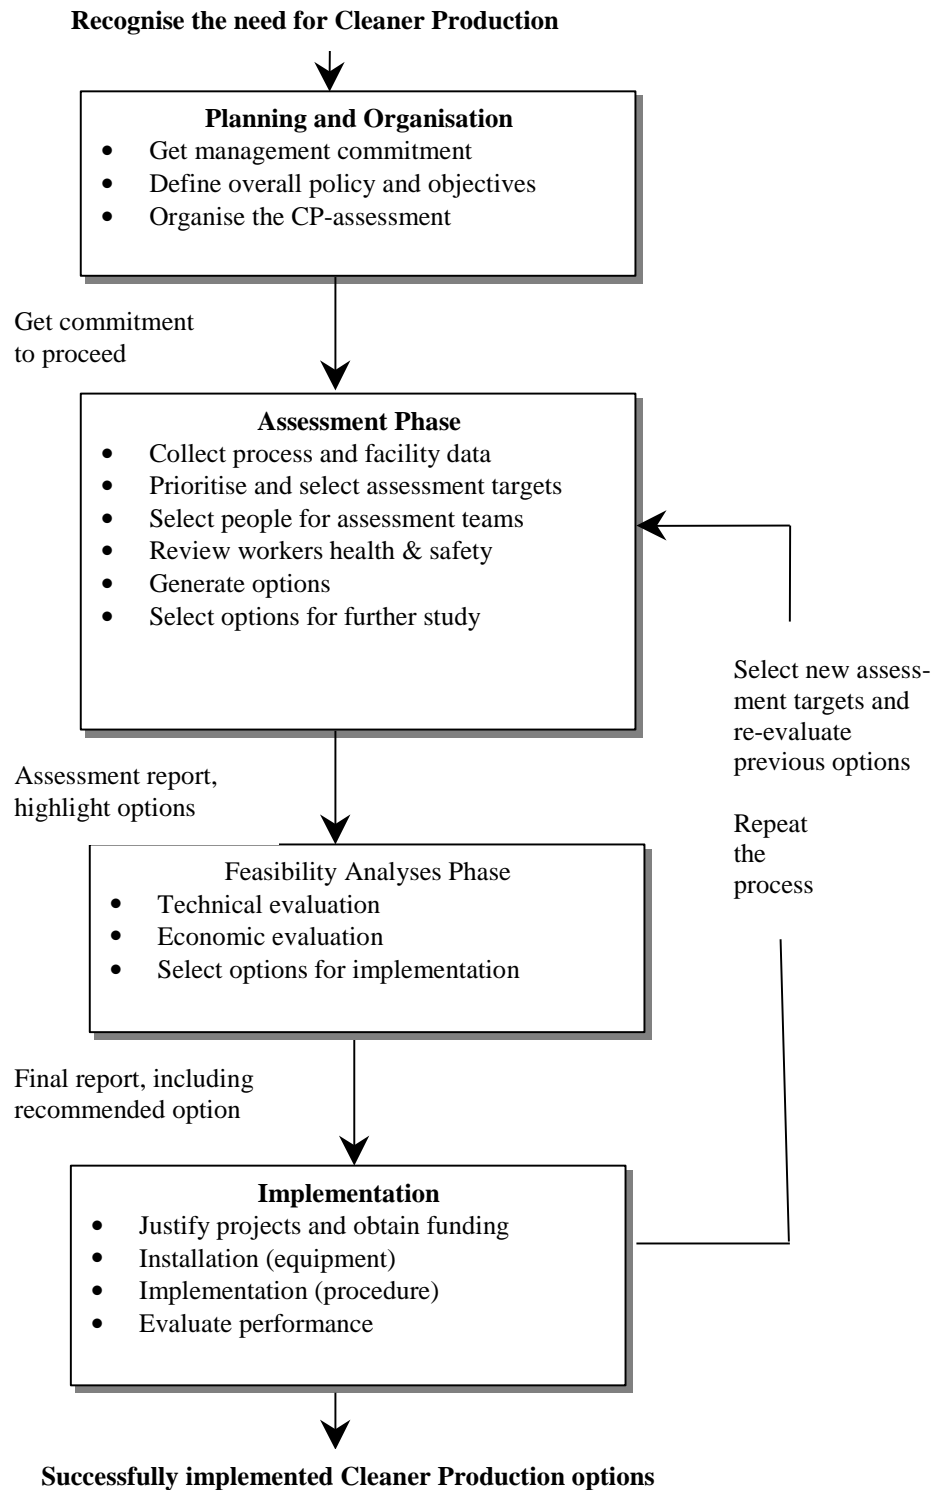 Recognise the need for Cleaner Production
Planning and Organisation
• Get management commitment
• Define overall policy and objectives
• Organise the CP-assessment
Get commitment
to proceed
Assessment Phase
• Collect process and facility data
• Prioritise and select assessment targets
• Select people for assessment teams
• Review workers health & safety
• Generate options
• Select options for further study
Select new assess-
ment targets and
re-evaluate
previous options
Repeat
the
process
Assessment report,
highlight options
Feasibility Analyses Phase
• Technical evaluation
• Economic evaluation
• Select options for implementation
Final report, including
recommended option
Implementation
• Justify projects and obtain funding
• Installation (equipment)
• Implementation (procedure)
• Evaluate performance
Successfully implemented Cleaner Production options